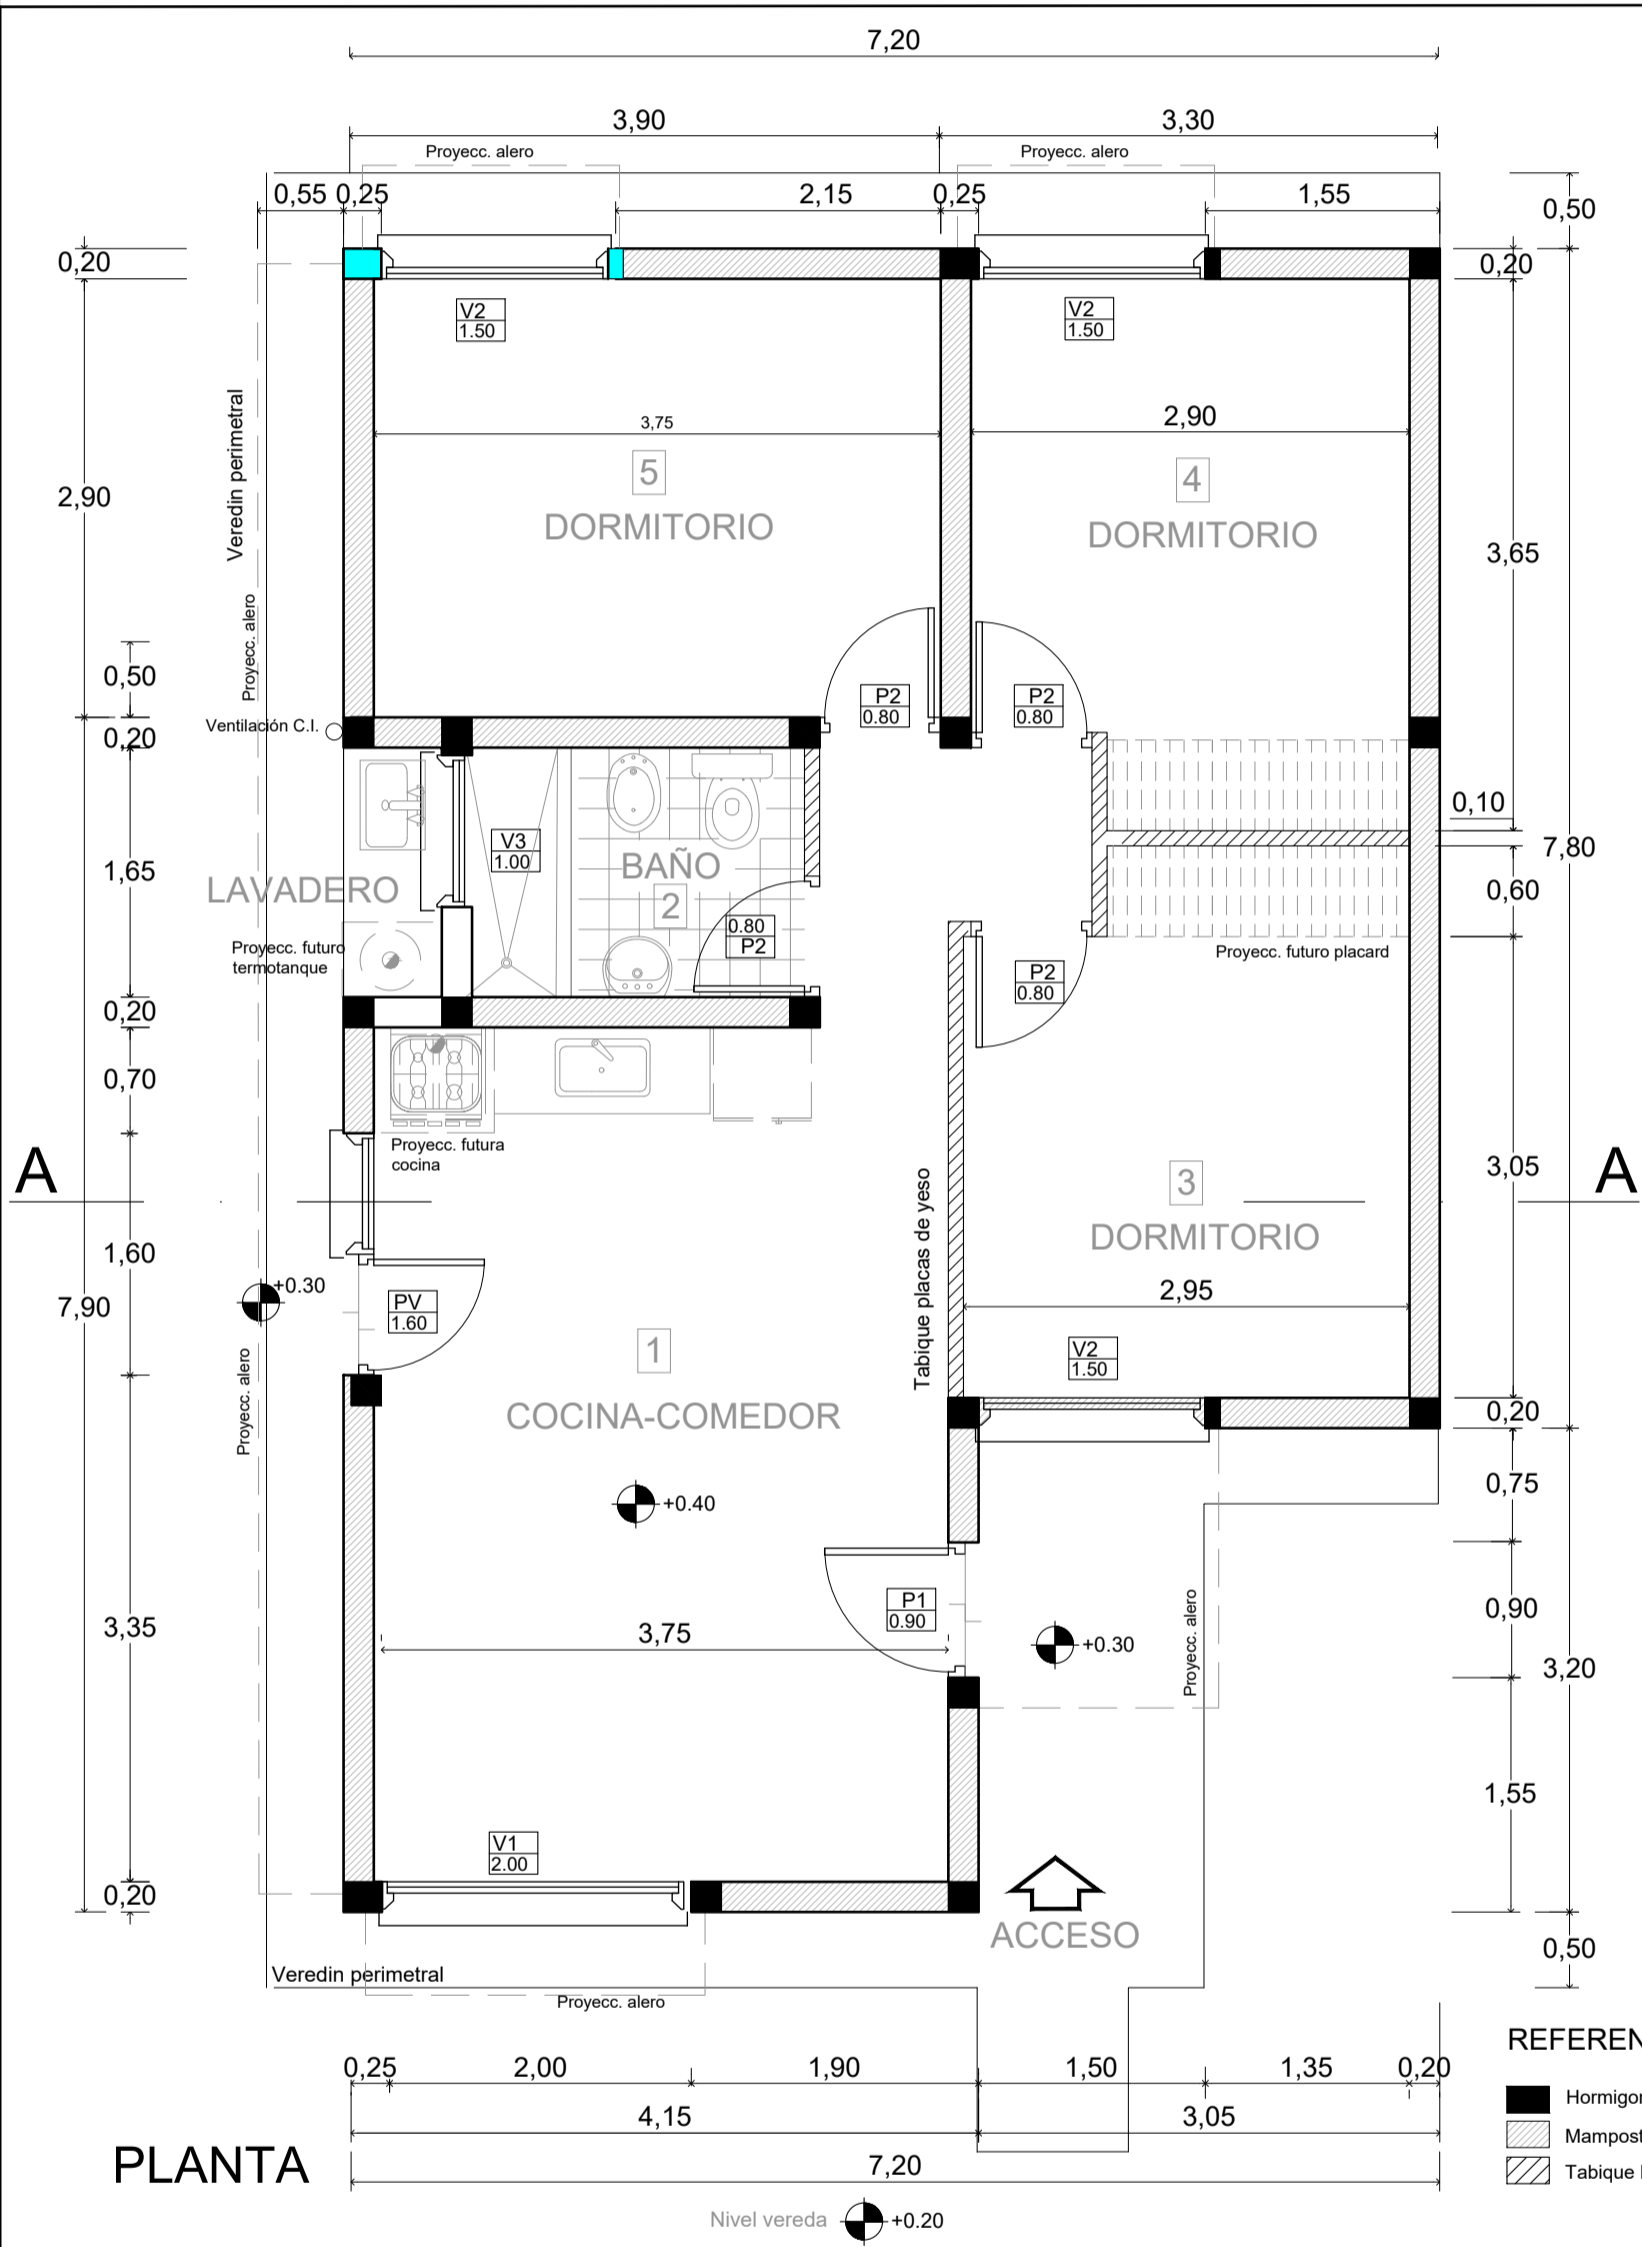 7,20
3,90
3,30
Proyecc. alero
Proyecc. alero
0,55
0,25
2,15
0,25
1,55
0,50
0,20
0,20
V2
1.50
V2
1.50
Veredin perimetral
3,75
2,90
5
DORMITORIO
4
DORMITORIO
2,90
3,65
Proyecc. alero
0,50
P2
0.80
P2
0.80
Ventilación C.I.
0,20
0,10
V3
1.00
BAÑO
2
7,80
1,65
LAVADERO
0,60
0.80
P2
Proyecc. futuro
termotanque
Proyecc. futuro placard
P2
0.80
0,20
0,70
Proyecc. futura
cocina
A
A
Tabique placas de yeso
3
DORMITORIO
3,05
1,60
+0.30
7,90
PV
1.60
2,95
1
V2
1.50
COCINA-COMEDOR
Proyecc. alero
0,20
0,75
+0.40
P1
0.90
0,90
3,35
3,75
+0.30
Proyecc. alero
3,20
1,55
V1
2.00
0,20
ACCESO
0,50
Veredin perimetral
Proyecc. alero
REFEREN
0,25
2,00
1,90
1,50
1,35
0,20
Hormigo
4,15
3,05
Mampost
PLANTA
7,20
Tabique
Nivel vereda
+0.20